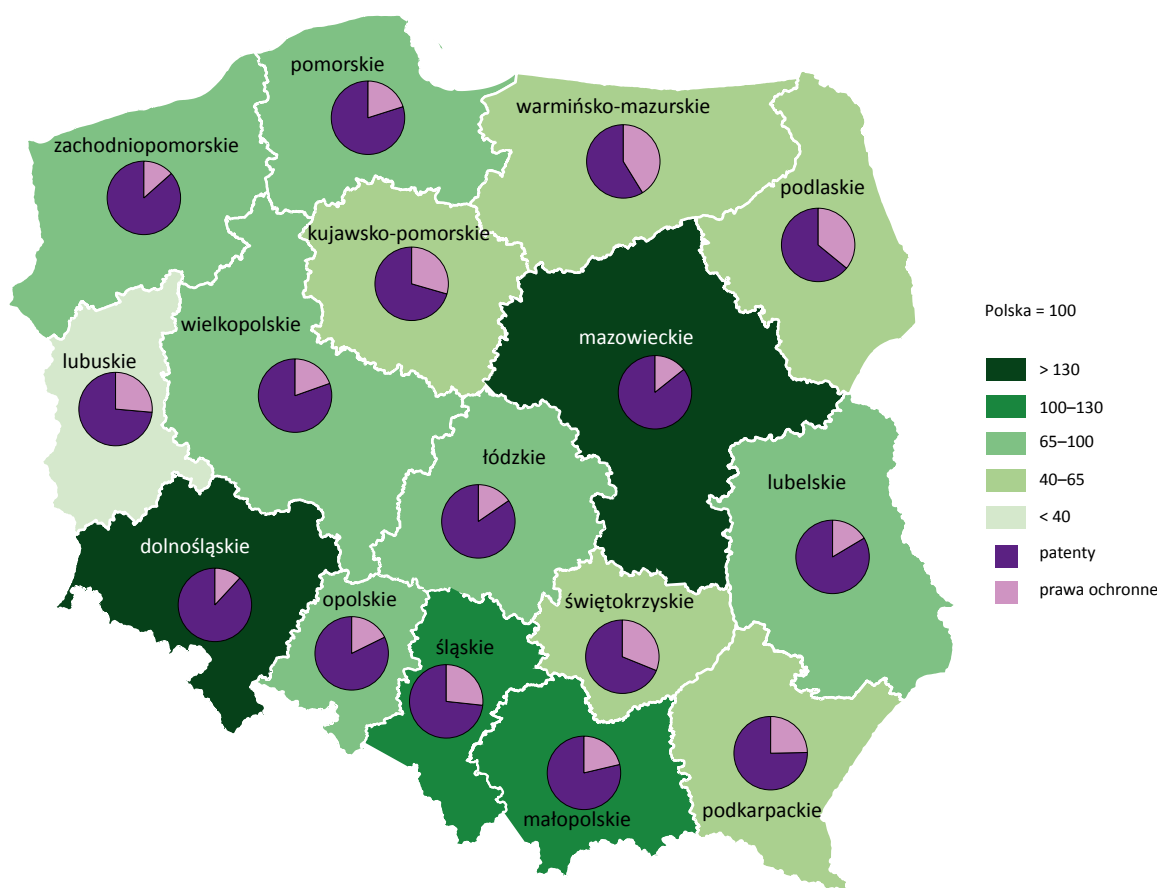 pomorskie
warmińsko-mazurskie
zachodniopomorskie
podlaskie
kujawsko-pomorskie
wielkopolskie
mazowieckie
lubuskie
łódzkie
lubelskie
dolnośląskie
opolskie
świętokrzyskie
śląskie
podkarpackie
małopolskie
Polska = 100
> 130
100–130
65–100
40–65
< 40
patenty
prawa ochronne